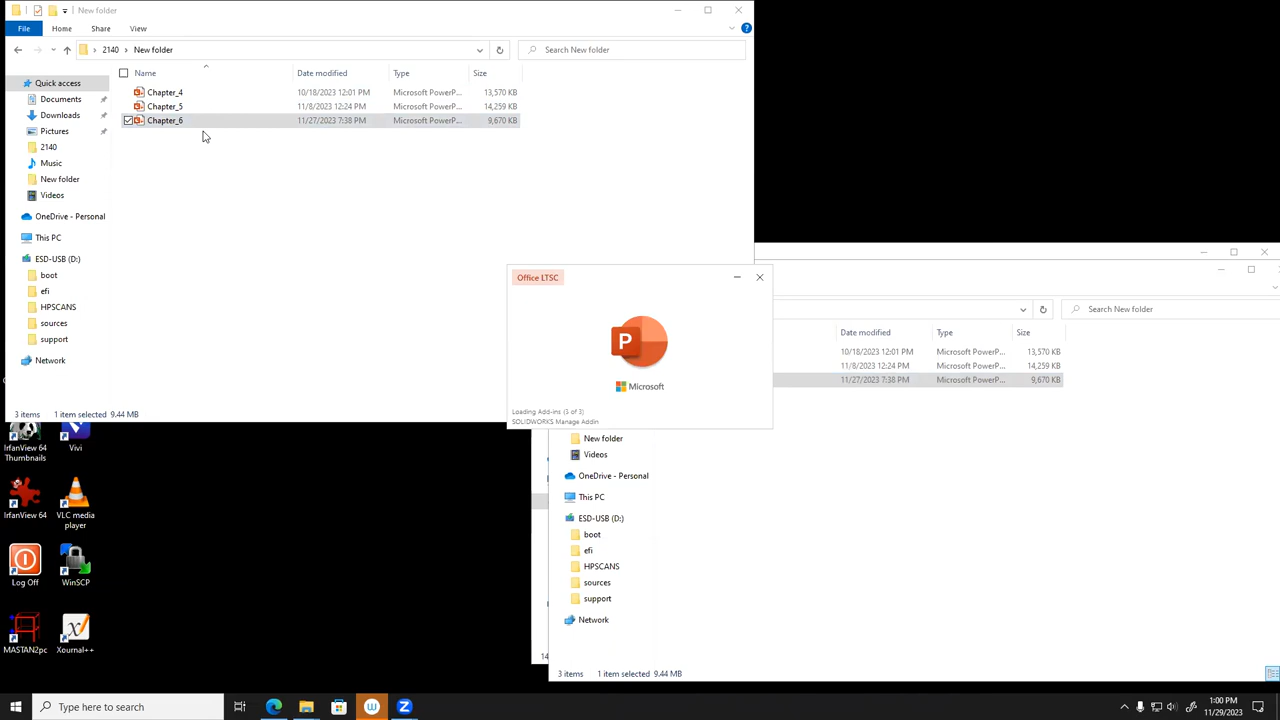 New folder
File Home Share View
2140 New folder
Search New folder
Name Date modified Type Size
Chapter_4 10/18/2023 12:01 PM Microsoft PowerP... 13,570 KB
Chapter_5 11/8/2023 12:24 PM Microsoft PowerP... 14,259 KB
Chapter_6 11/27/2023 7:38 PM Microsoft PowerP... 9,670 KB
Quick access
Documents
Downloads
Pictures
2140
Music
New folder
Videos
OneDrive - Personal
This PC
ESD-USB (D:)
boot
efi
HPSCANS
sources
support
Network
3 items 1 item selected 9.44 MB
Office LTSC
P
Microsoft
Loading Add-ins (3 of 3)
SOLIDWORKS Manage Addin
Search New folder
Date modified Type Size
10/18/2023 12:01 PM Microsoft PowerP... 13,570 KB
11/8/2023 12:24 PM Microsoft PowerP... 14,259 KB
11/27/2023 7:38 PM Microsoft PowerP... 9,670 KB
New folder
Videos
OneDrive - Personal
This PC
ESD-USB (D:)
boot
efi
HPSCANS
sources
support
Network
14
3 items 1 item selected 9.44 MB
IrfanView 64
Thumbnails
Vivi
IrfanView 64
VLC media
player
Log Off
WinSCP
MASTAN2pc
Xournal++
Type here to search
1:00 PM
11/29/2023